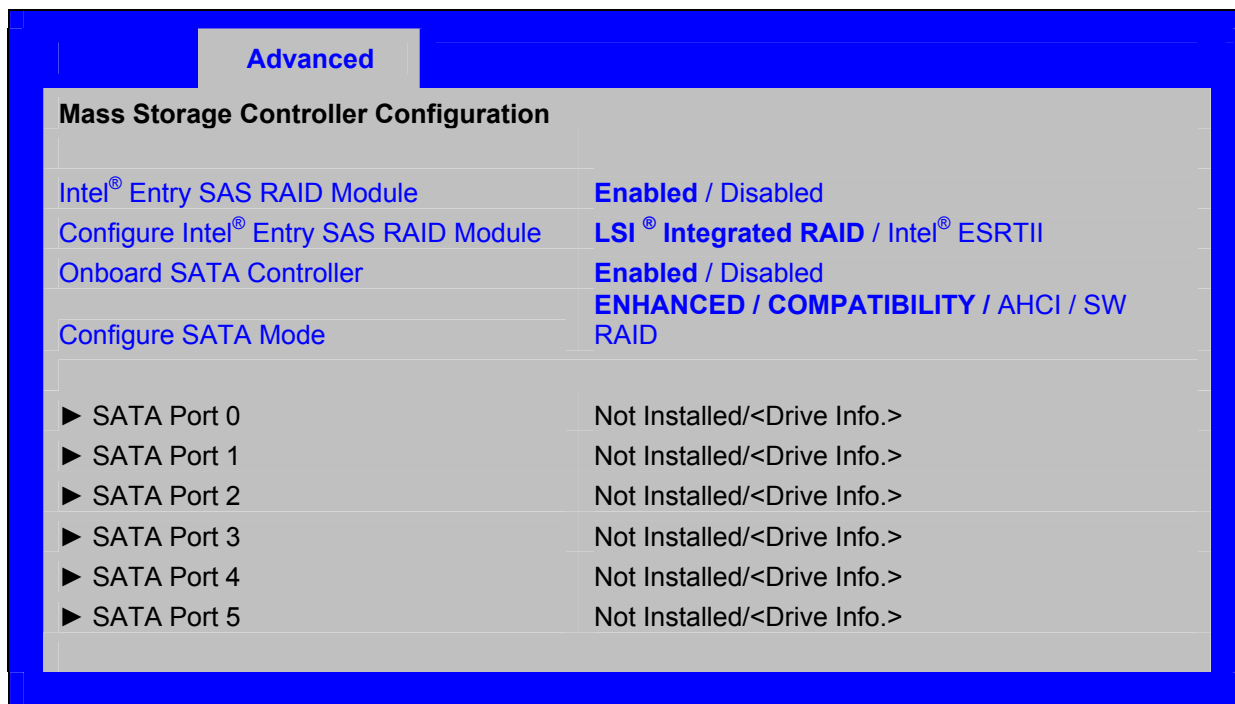 Advanced
Mass Storage Controller Configuration
Intel® Entry SAS RAID Module Enabled / Disabled
Configure Intel® Entry SAS RAID Module LSI ® Integrated RAID / Intel® ESRTII
Onboard SATA Controller Enabled / Disabled
Configure SATA Mode ENHANCED / COMPATIBILITY / AHCI / SW
RAID
► SATA Port 0 Not Installed/<Drive Info.>
► SATA Port 1 Not Installed/<Drive Info.>
► SATA Port 2 Not Installed/<Drive Info.>
► SATA Port 3 Not Installed/<Drive Info.>
► SATA Port 4 Not Installed/<Drive Info.>
► SATA Port 5 Not Installed/<Drive Info.>